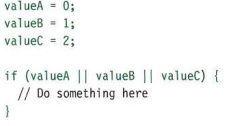 valueA = 0;
valueB = 1;
valueC = 2;
if (valueA || valueB || valueC) {
// Do something here
}